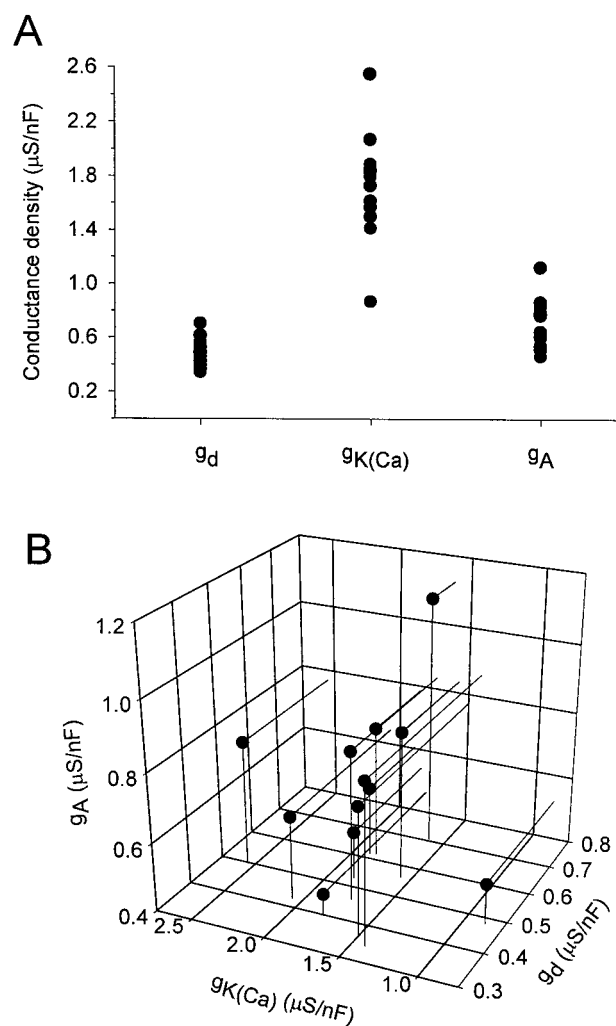 A
Conductance density (µS/nF)
2.6
2.2
1.8
1.4
1.0
0.6
0.2
gd
gK(Ca)
gA
B
gA (µS/nF)
1.2
1.0
0.8
0.6
0.4
2.5
2.0
1.5
1.0
gK(Ca) (µS/nF)
0.8
0.7
0.6
0.5
0.4
0.3
gd (µS/nF)